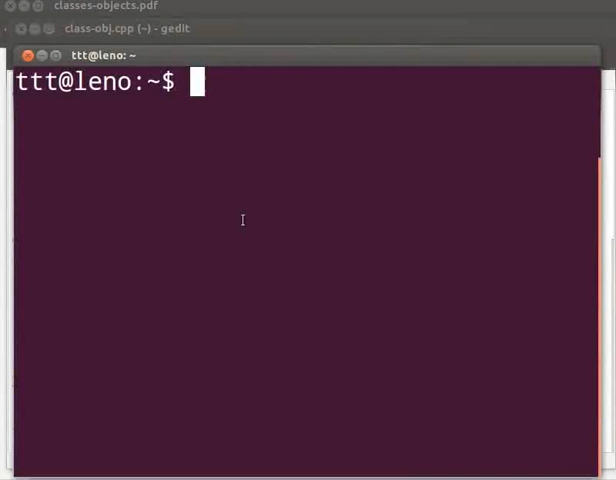 classes-objects.pdf
class-obj.cpp (~) - gedit
ttt@leno: ~
ttt@leno:~$